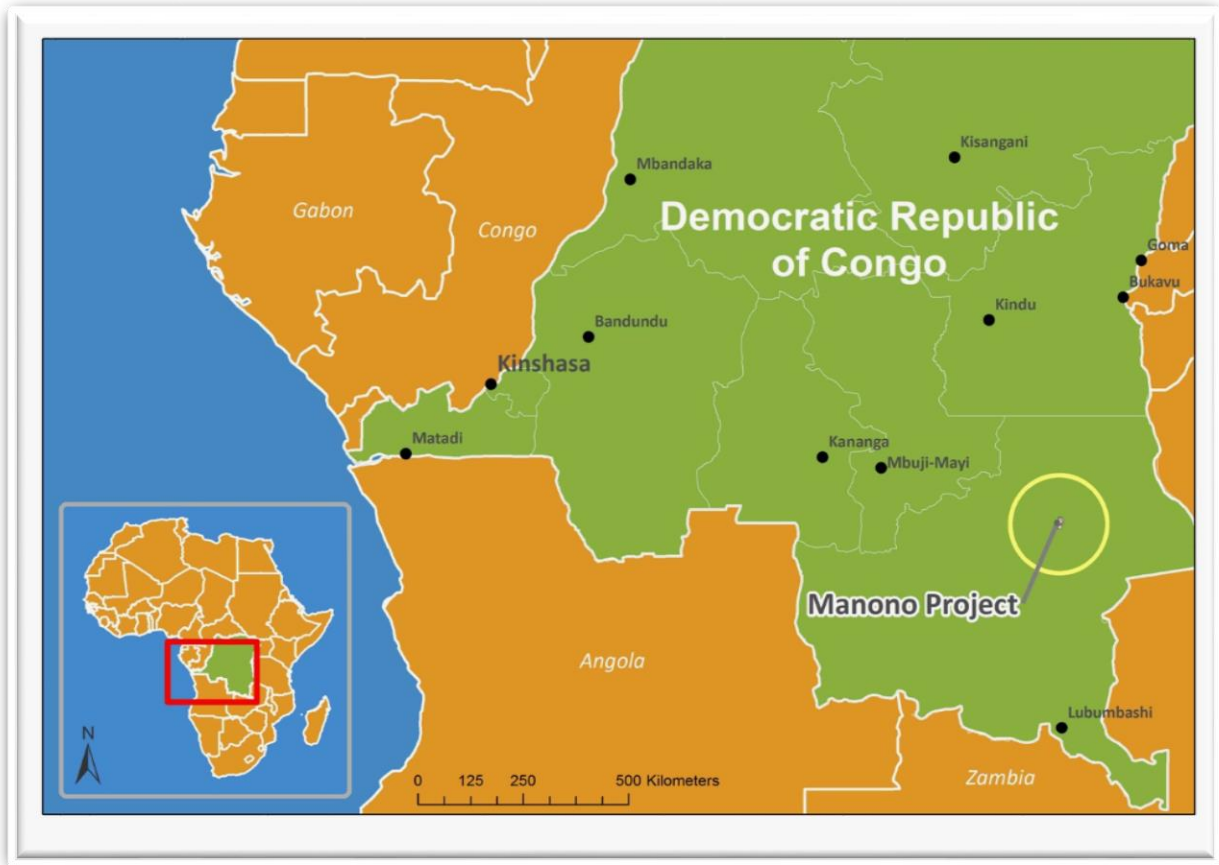 Mbandaka
Kisangani
Gabon
Congo
Democratic Republic
of Congo
Goma
Bukavu
Kindu
Bandundu
Kinshasa
Matadi
Kananga
Mbuji-Mayi
Manono Project
Angola
Lubumbashi
Zambia
N
0 125 250 500 Kilometers